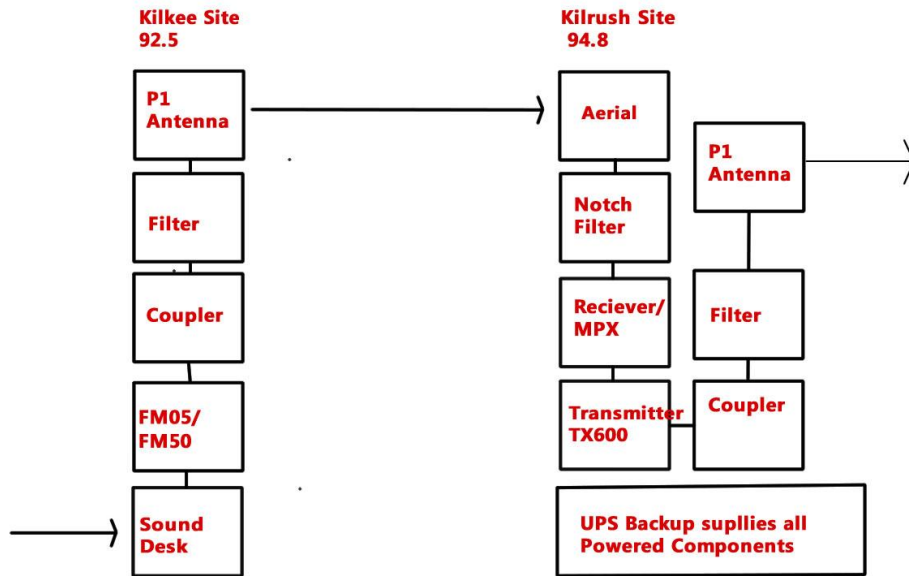 Kilkee Site
92.5
P1
Antenna
Filter
Coupler
FM05/
FM50
Sound
Desk
Kilrush Site
94.8
Aerial
Notch
Filter
Reciever/
MPX
Transmitter
TX600
P1
Antenna
Filter
Coupler
UPS Backup supllies all
Powered Components